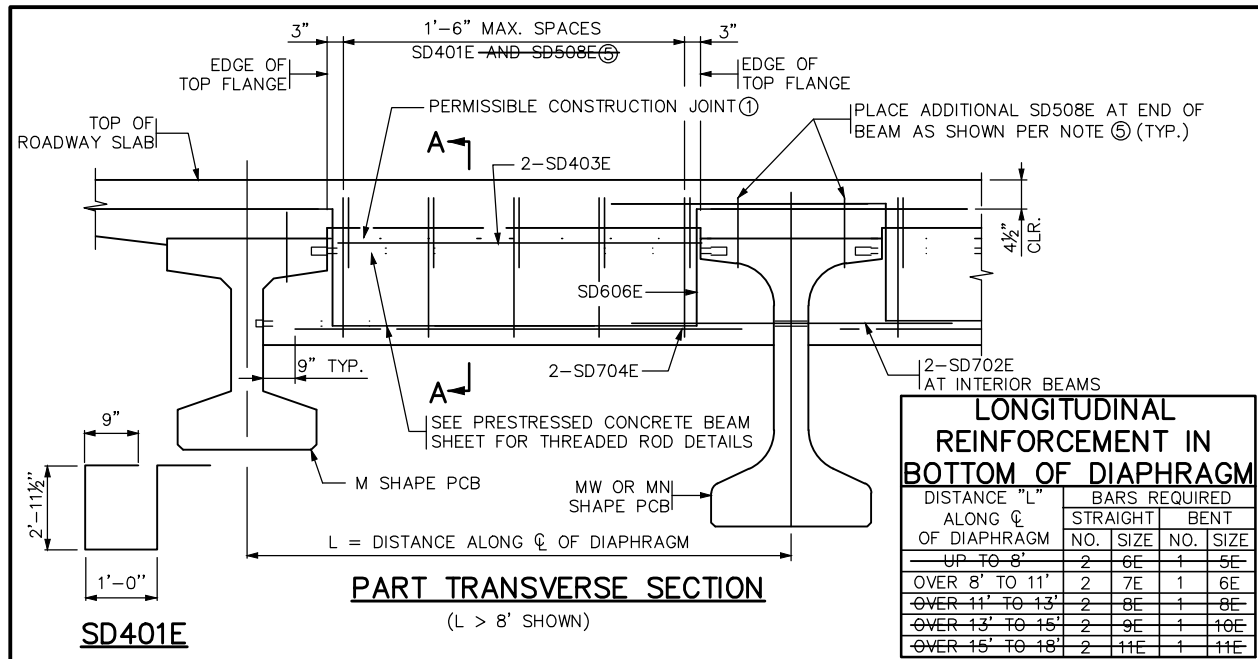 3"
1'-6" MAX. SPACES
3"
SD401E AND SD508E⑤
EDGE OF
TOP FLANGE
EDGE OF
TOP FLANGE
PERMISSIBLE CONSTRUCTION JOINT①
PLACE ADDITIONAL SD508E AT END OF
BEAM AS SHOWN PER NOTE ⑤ (TYP.)
TOP OF
ROADWAY SLAB
A
2-SD403E
4½"
CLR.
SD606E
9" TYP.
2-SD704E
2-SD702E
AT INTERIOR BEAMS
A
SEE PRESTRESSED CONCRETE BEAM
SHEET FOR THREADED ROD DETAILS
9"
M SHAPE PCB
MW OR MN
SHAPE PCB
2'-11½"
L = DISTANCE ALONG ℄ OF DIAPHRAGM
1'-0"
PART TRANSVERSE SECTION
(L > 8' SHOWN)
SD401E
LONGITUDINAL
REINFORCEMENT IN
BOTTOM OF DIAPHRAGM
DISTANCE "L"
ALONG ℄
OF DIAPHRAGM
BARS REQUIRED
STRAIGHT BENT
NO. SIZE NO. SIZE
UP TO 8' 2 6E 1 5E
OVER 8' TO 11' 2 7E 1 6E
OVER 11' TO 13' 2 8E 1 8E
OVER 13' TO 15' 2 9E 1 10E
OVER 15' TO 18' 2 11E 1 11E